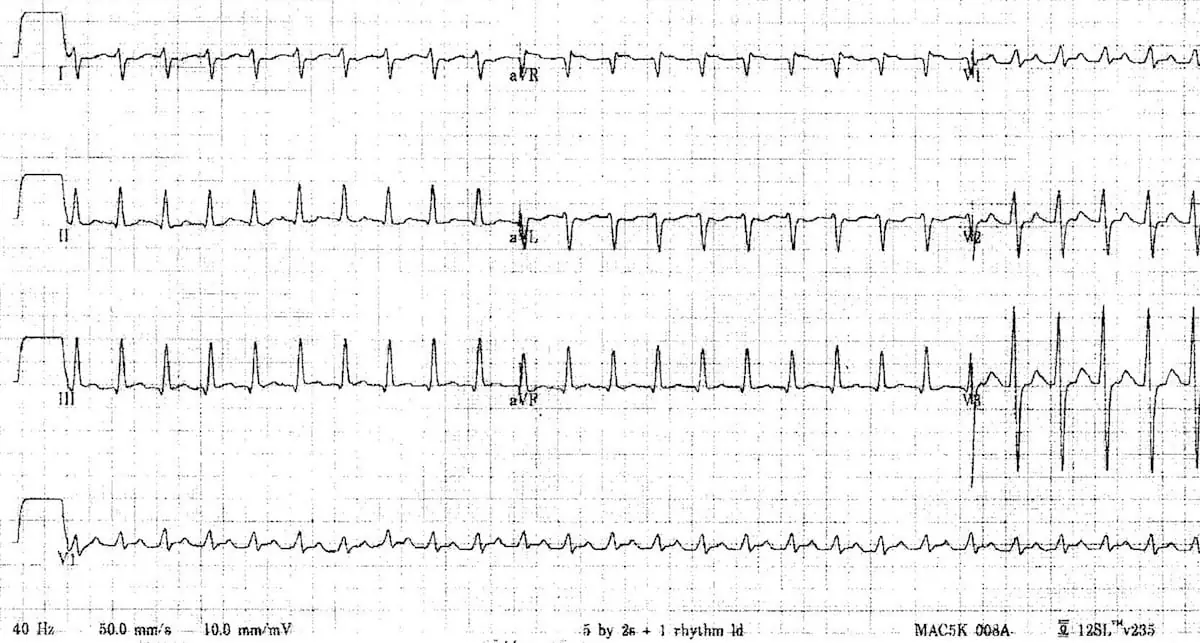 I aVR V1
II aVL V2
III aVF V3
V1
40 Hz 50.0 mm/s 10.0 mm/mV 5 by 2s + 1 rhythm ld MAC5K 008A 12SL™ v235